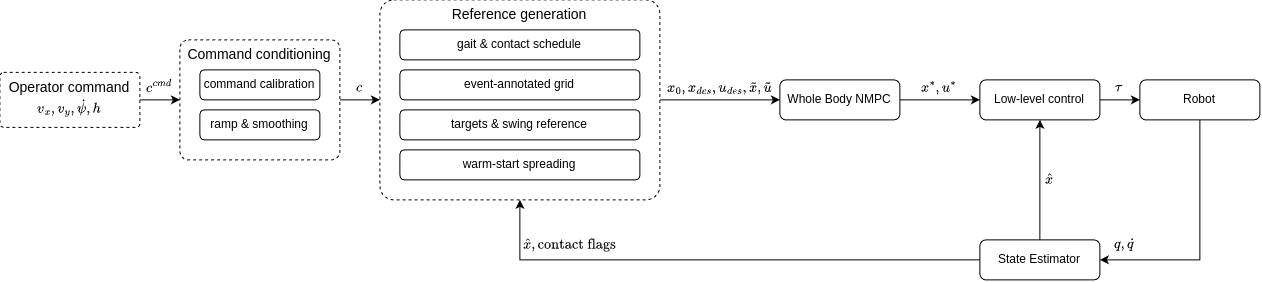 Operator command
vₓ, v_y, ψ̇, h
c^{cmd}
Command conditioning
command calibration
ramp & smoothing
c
Reference generation
gait & contact schedule
event-annotated grid
targets & swing reference
warm-start spreading
x₀, x_{des}, u_{des}, x̃, ũ
Whole Body NMPC
x*, u*
Low-level control
τ
Robot
x̂
x̂, contact flags
State Estimator
q, q̇